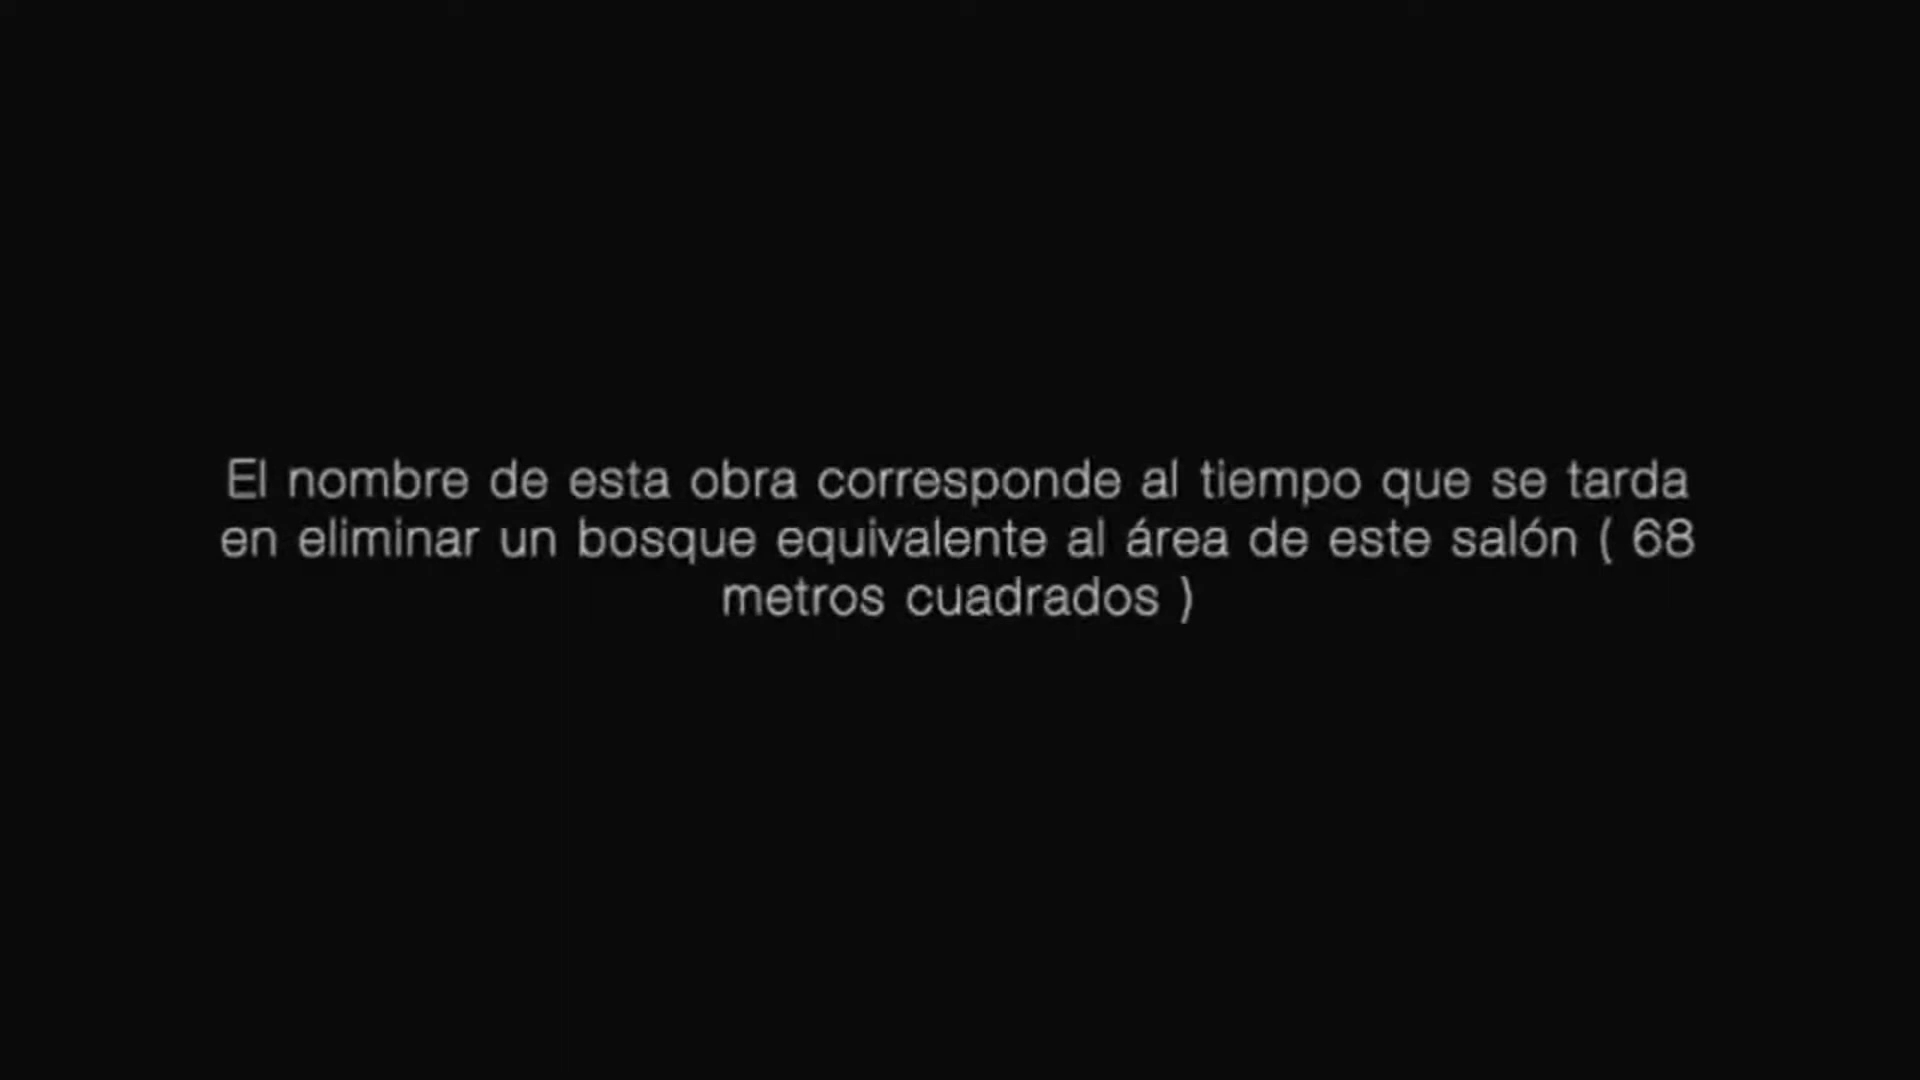 El nombre de esta obra corresponde al tiempo que se tarda
en eliminar un bosque equivalente al área de este salón ( 68
metros cuadrados )